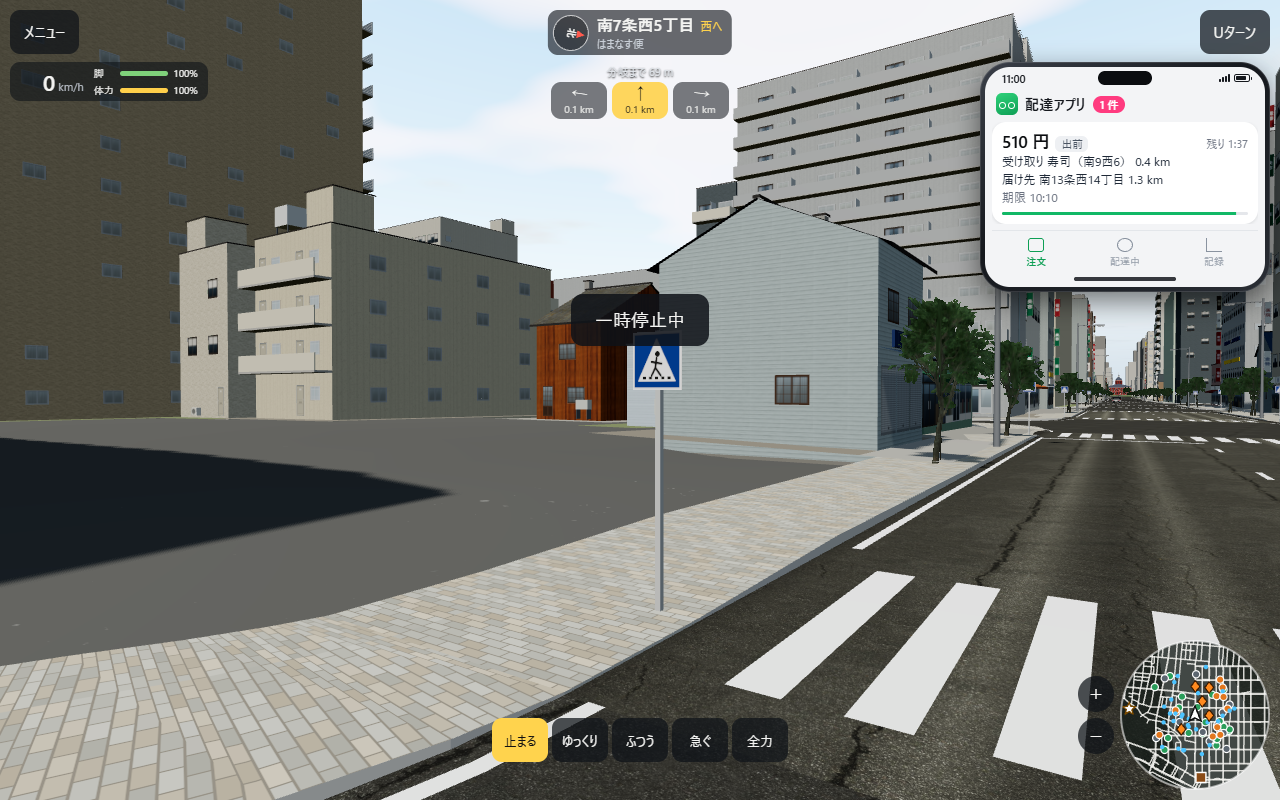 メニュー
0 km/h
脚 100%
体力 100%
南7条西5丁目 西へ
はまなす便
分岐まで 69 m
← 0.1 km
↑ 0.1 km
→ 0.1 km
Uターン
11:00
配達アプリ 1 件
510 円 出前 残り 1:37
受け取り 寿司（南9西6） 0.4 km
届け先 南13条西14丁目 1.3 km
期限 10:10
注文 配達中 記録
一時停止中
+
−
止まる ゆっくり ふつう 急ぐ 全力